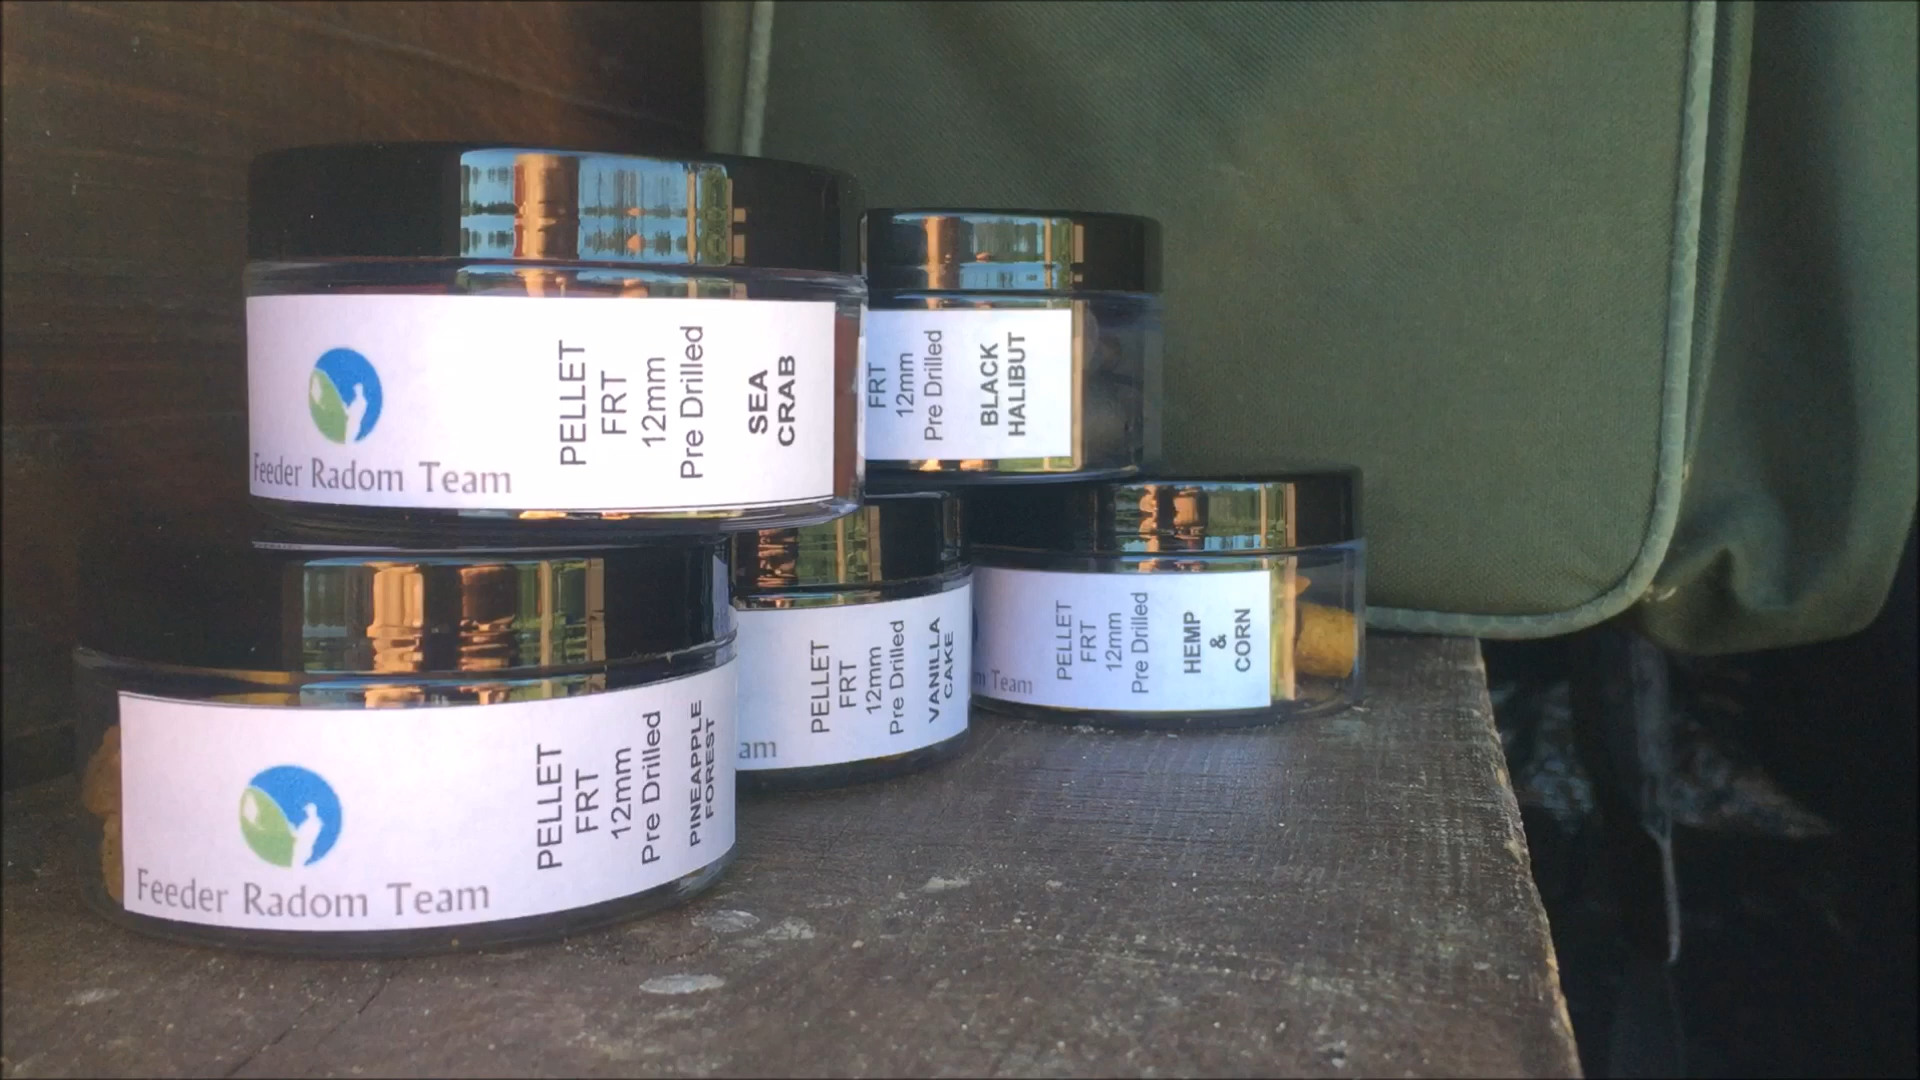 Feeder Radom Team
PELLET
FRT
12mm
Pre Drilled
SEA
CRAB
FRT
12mm
Pre Drilled
BLACK
HALIBUT
Feeder Radom Team
PELLET
FRT
12mm
Pre Drilled
PINEAPPLE
FOREST
am
PELLET
FRT
12mm
Pre Drilled
VANILLA
CAKE
m Team
PELLET
FRT
12mm
Pre Drilled
HEMP
&
CORN